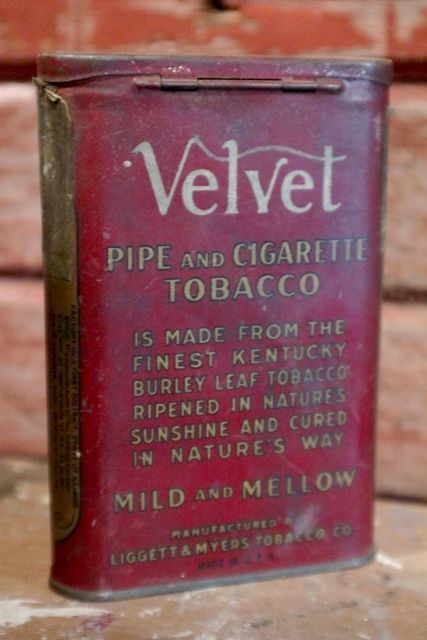 Velvet
PIPE AND CIGARETTE
TOBACCO
IS MADE FROM THE
FINEST KENTUCKY
BURLEY LEAF TOBACCO
RIPENED IN NATURES
SUNSHINE AND CURED
IN NATURE'S WAY
MILD AND MELLOW
MANUFACTURED BY
LIGGETT & MYERS TOBACCO CO.
MADE IN U.S.A.